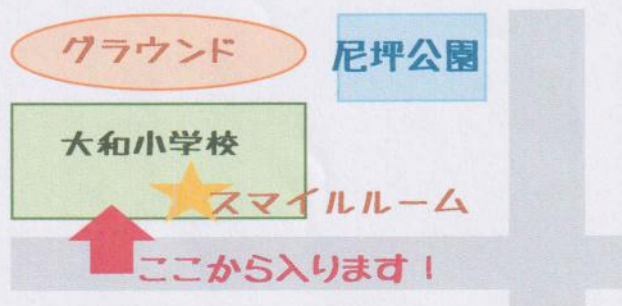 グラウンド
尼坪公園
大和小学校
スマイルルーム
ここから入ります！